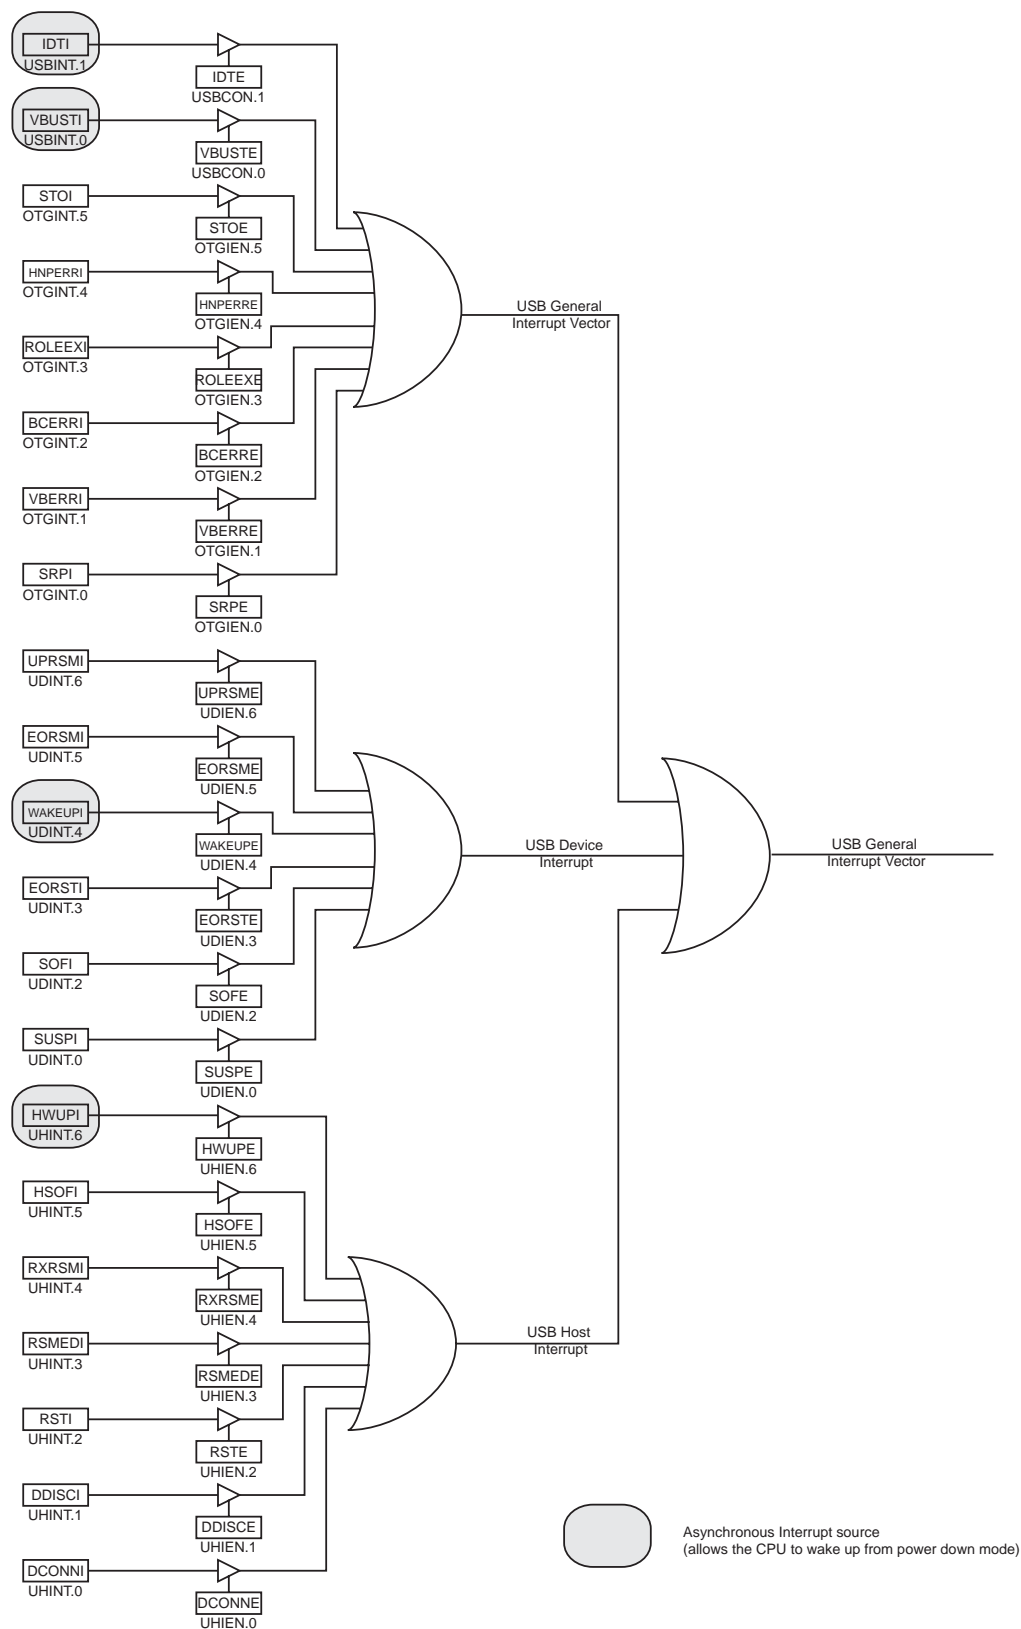 IDTI
USBINT.1
IDTE
USBCON.1
VBUSTI
USBINT.0
VBUSTE
USBCON.0
STOI
OTGINT.5
STOE
OTGIEN.5
HNPERRI
OTGINT.4
HNPERRE
OTGIEN.4
ROLEEXI
OTGINT.3
ROLEEXE
OTGIEN.3
BCERRI
OTGINT.2
BCERRE
OTGIEN.2
VBERRI
OTGINT.1
VBERRE
OTGIEN.1
SRPI
OTGINT.0
SRPE
OTGIEN.0
USB General
Interrupt Vector
UPRSMI
UDINT.6
UPRSME
UDIEN.6
EORSMI
UDINT.5
EORSME
UDIEN.5
WAKEUPI
UDINT.4
WAKEUPE
UDIEN.4
EORSTI
UDINT.3
EORSTE
UDIEN.3
SOFI
UDINT.2
SOFE
UDIEN.2
SUSPI
UDINT.0
SUSPE
UDIEN.0
USB Device
Interrupt
USB General
Interrupt Vector
HWUPI
UHINT.6
HWUPE
UHIEN.6
HSOFI
UHINT.5
HSOFE
UHIEN.5
RXRSMI
UHINT.4
RXRSME
UHIEN.4
RSMEDI
UHINT.3
RSMEDE
UHIEN.3
RSTI
UHINT.2
RSTE
UHIEN.2
DDISCI
UHINT.1
DDISCE
UHIEN.1
DCONNI
UHINT.0
DCONNE
UHIEN.0
USB Host
Interrupt
Asynchronous Interrupt source
(allows the CPU to wake up from power down mode)